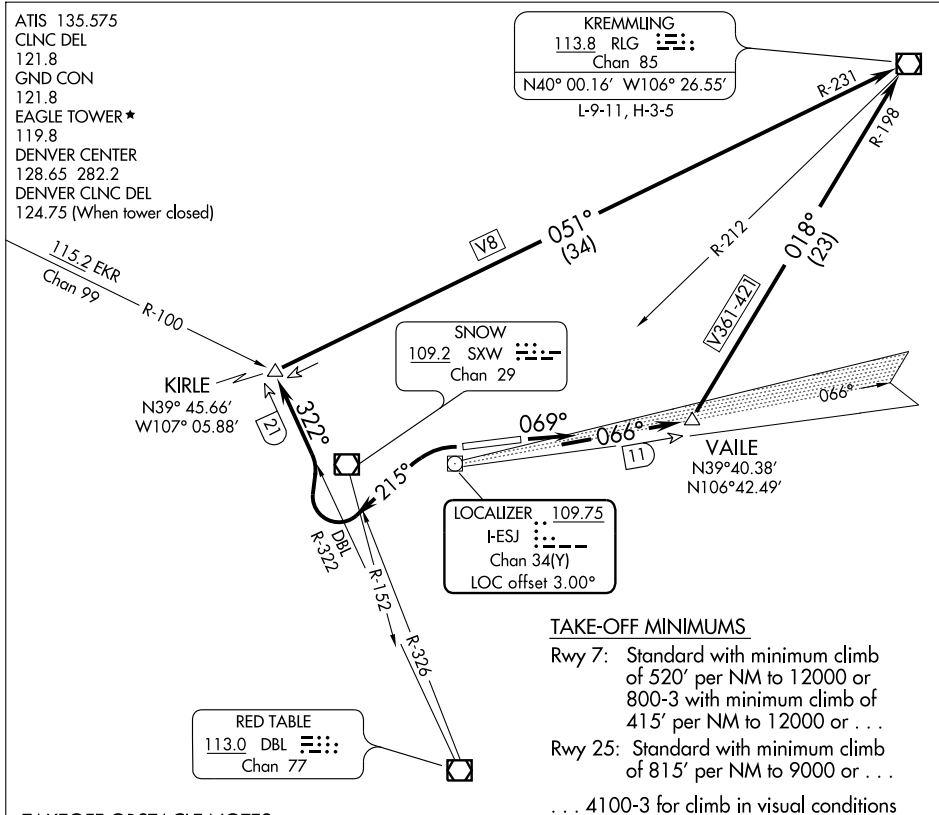 ATIS 135.575
CLNC DEL
121.8
GND CON
121.8
EAGLE TOWER★
119.8
DENVER CENTER
128.65 282.2
DENVER CLNC DEL
124.75 (When tower closed)
KREMMLING
113.8 RLG
Chan 85
N40° 00.16′ W106° 26.55′
L-9-11, H-3-5
R-231
R-198
R-212
V8
051°
(34)
018°
(23)
V361-421
115.2 EKR
Chan 99
R-100
KIRLE
N39° 45.66′
W107° 05.88′
21
322°
SNOW
109.2 SXW
Chan 29
069°
066°
066°
11
VAILE
N39°40.38′
N106°42.49′
215°
LOCALIZER 109.75
I-ESJ
Chan 34(Y)
LOC offset 3.00°
DBL
R-322
R-152
R-326
RED TABLE
113.0 DBL
Chan 77
TAKE-OFF MINIMUMS
Rwy 7: Standard with minimum climb
of 520′ per NM to 12000 or
800-3 with minimum climb of
415′ per NM to 12000 or . . .
Rwy 25: Standard with minimum climb
of 815′ per NM to 9000 or . . .
. . . 4100-3 for climb in visual conditions